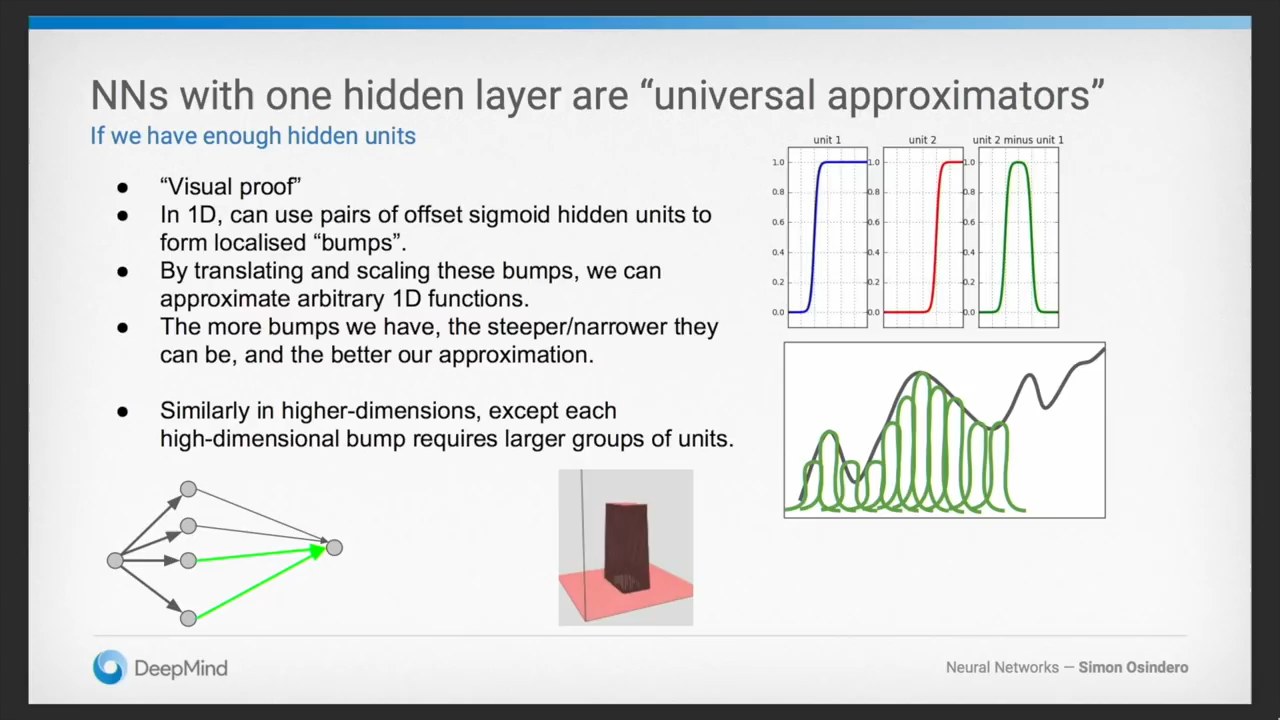 NNs with one hidden layer are “universal approximators”
If we have enough hidden units
● “Visual proof”
● In 1D, can use pairs of offset sigmoid hidden units to
form localised “bumps”.
● By translating and scaling these bumps, we can
approximate arbitrary 1D functions.
● The more bumps we have, the steeper/narrower they
can be, and the better our approximation.
● Similarly in higher-dimensions, except each
high-dimensional bump requires larger groups of units.
unit 1
1.0
0.8
0.6
0.4
0.2
0.0
unit 2
1.0
0.8
0.6
0.4
0.2
0.0
unit 2 minus unit 1
1.0
0.8
0.6
0.4
0.2
0.0
DeepMind
Neural Networks — Simon Osindero